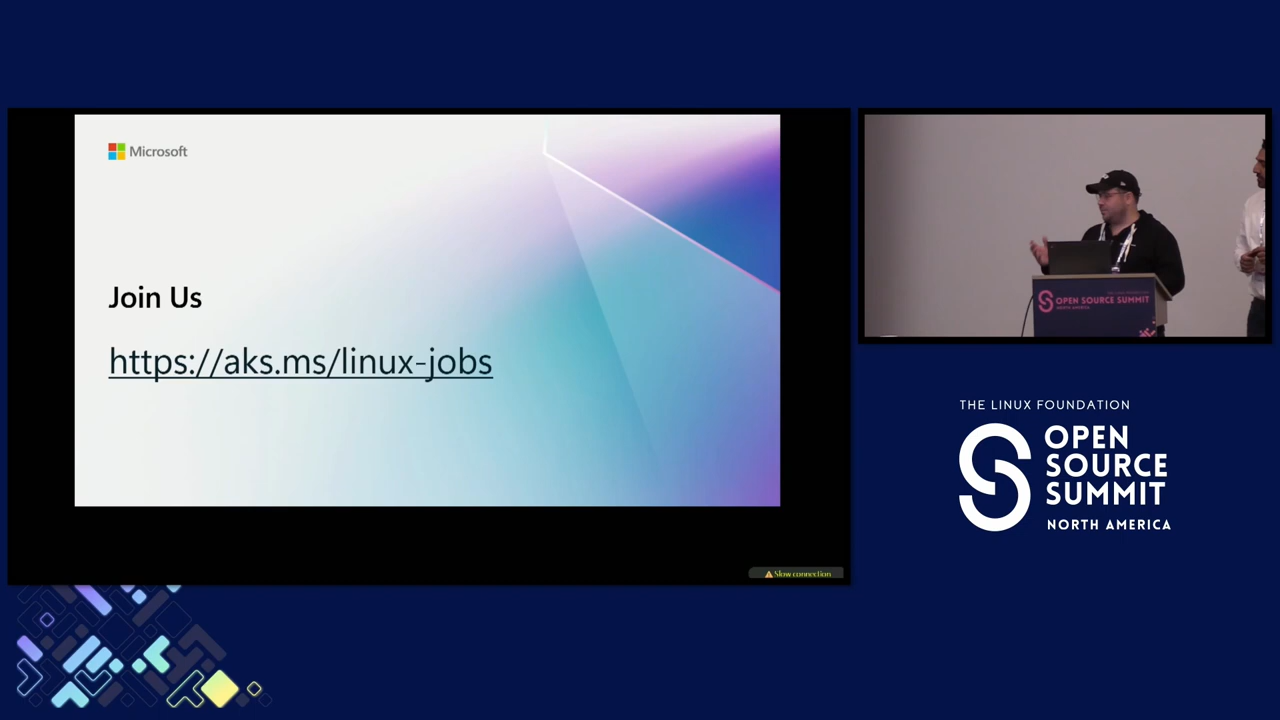 Microsoft
Join Us
https://aks.ms/linux-jobs
Slow connection
OPEN SOURCE SUMMIT
NORTH AMERICA
THE LINUX FOUNDATION
OPEN
SOURCE
SUMMIT
NORTH AMERICA